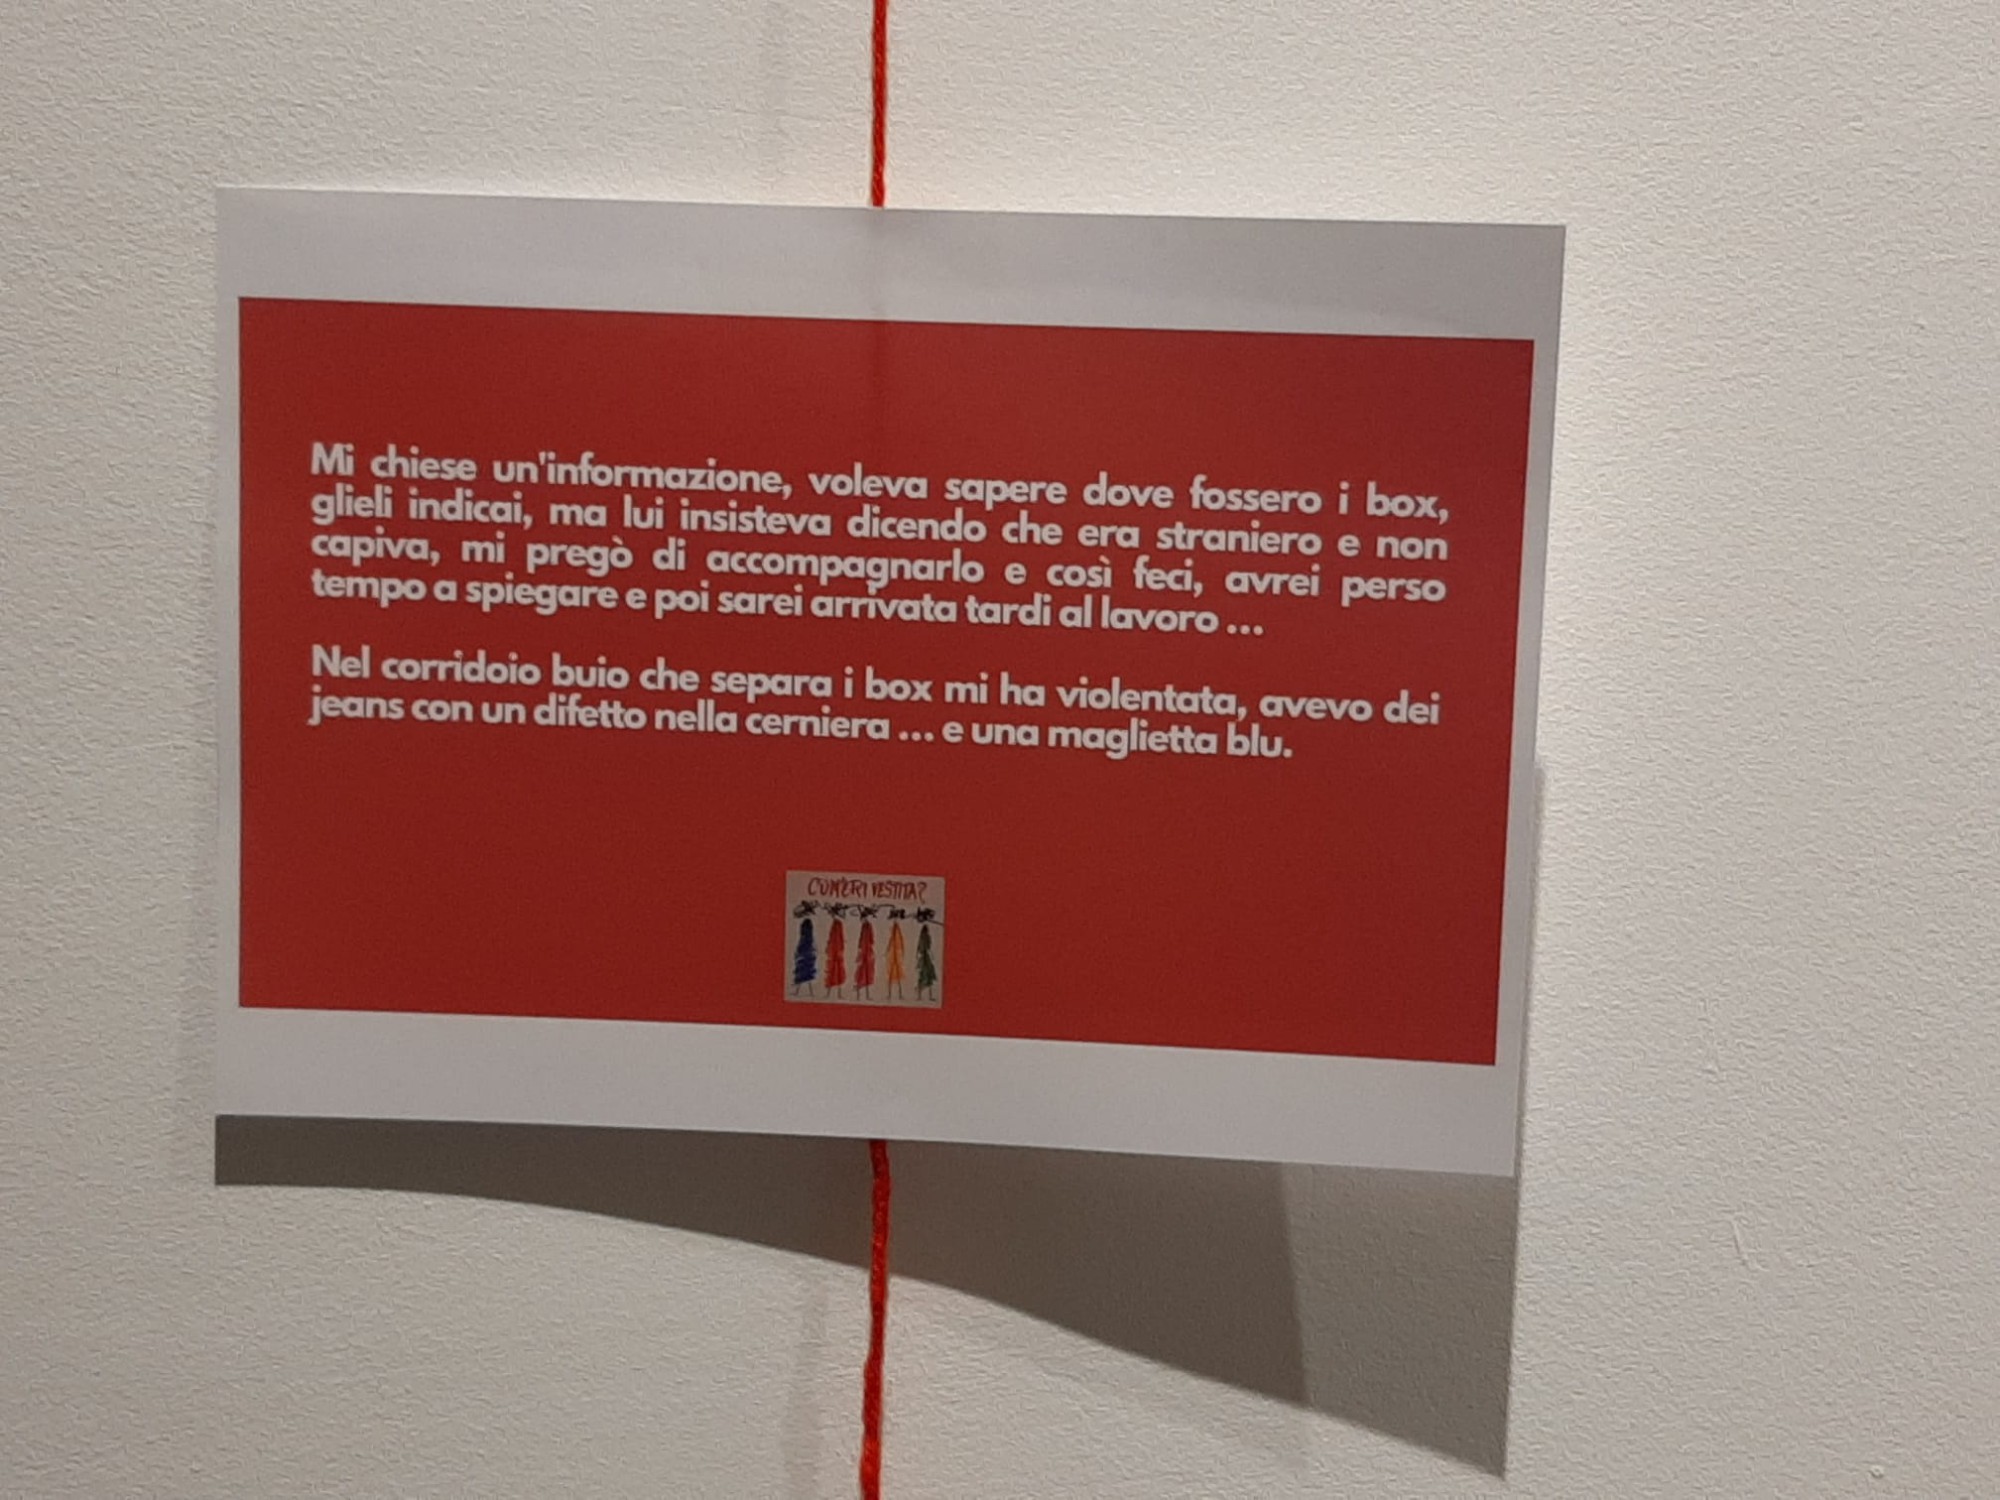 Mi chiese un'informazione, voleva sapere dove fossero i box,
glieli indicai, ma lui insisteva dicendo che era straniero e non
capiva, mi pregò di accompagnarlo e così feci, avrei perso
tempo a spiegare e poi sarei arrivata tardi al lavoro ...
Nel corridoio buio che separa i box mi ha violentata, avevo dei
jeans con un difetto nella cerniera ... e una maglietta blu.
COM'ERI VESTITA?